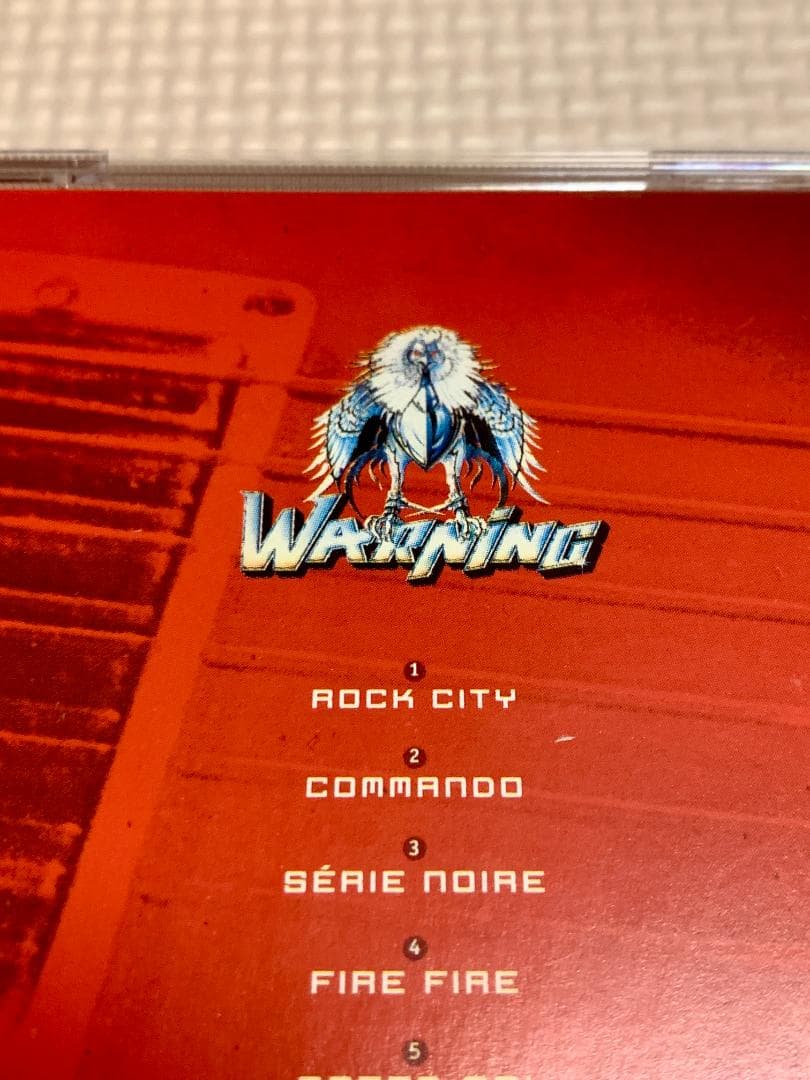 WARNING
1
ROCK CITY
2
COMMANDO
3
SÉRIE NOIRE
4
FIRE FIRE
5